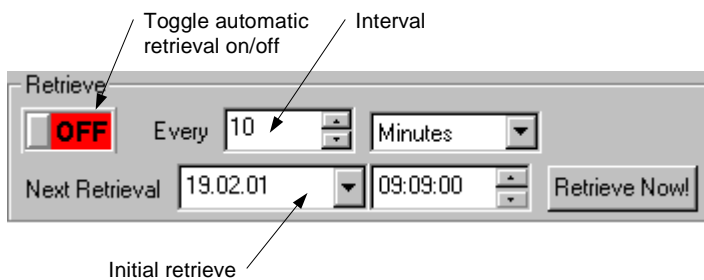 Toggle automatic
retrieval on/off
Interval
Retrieve
OFF
Every
10
Minutes
Next Retrieval
19.02.01
09:09:00
Retrieve Now!
Initial retrieve